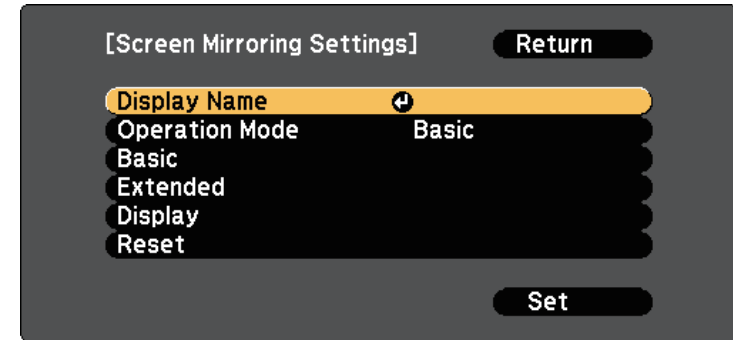 [Screen Mirroring Settings] Return
Display Name
Operation Mode Basic
Basic
Extended
Display
Reset
Set